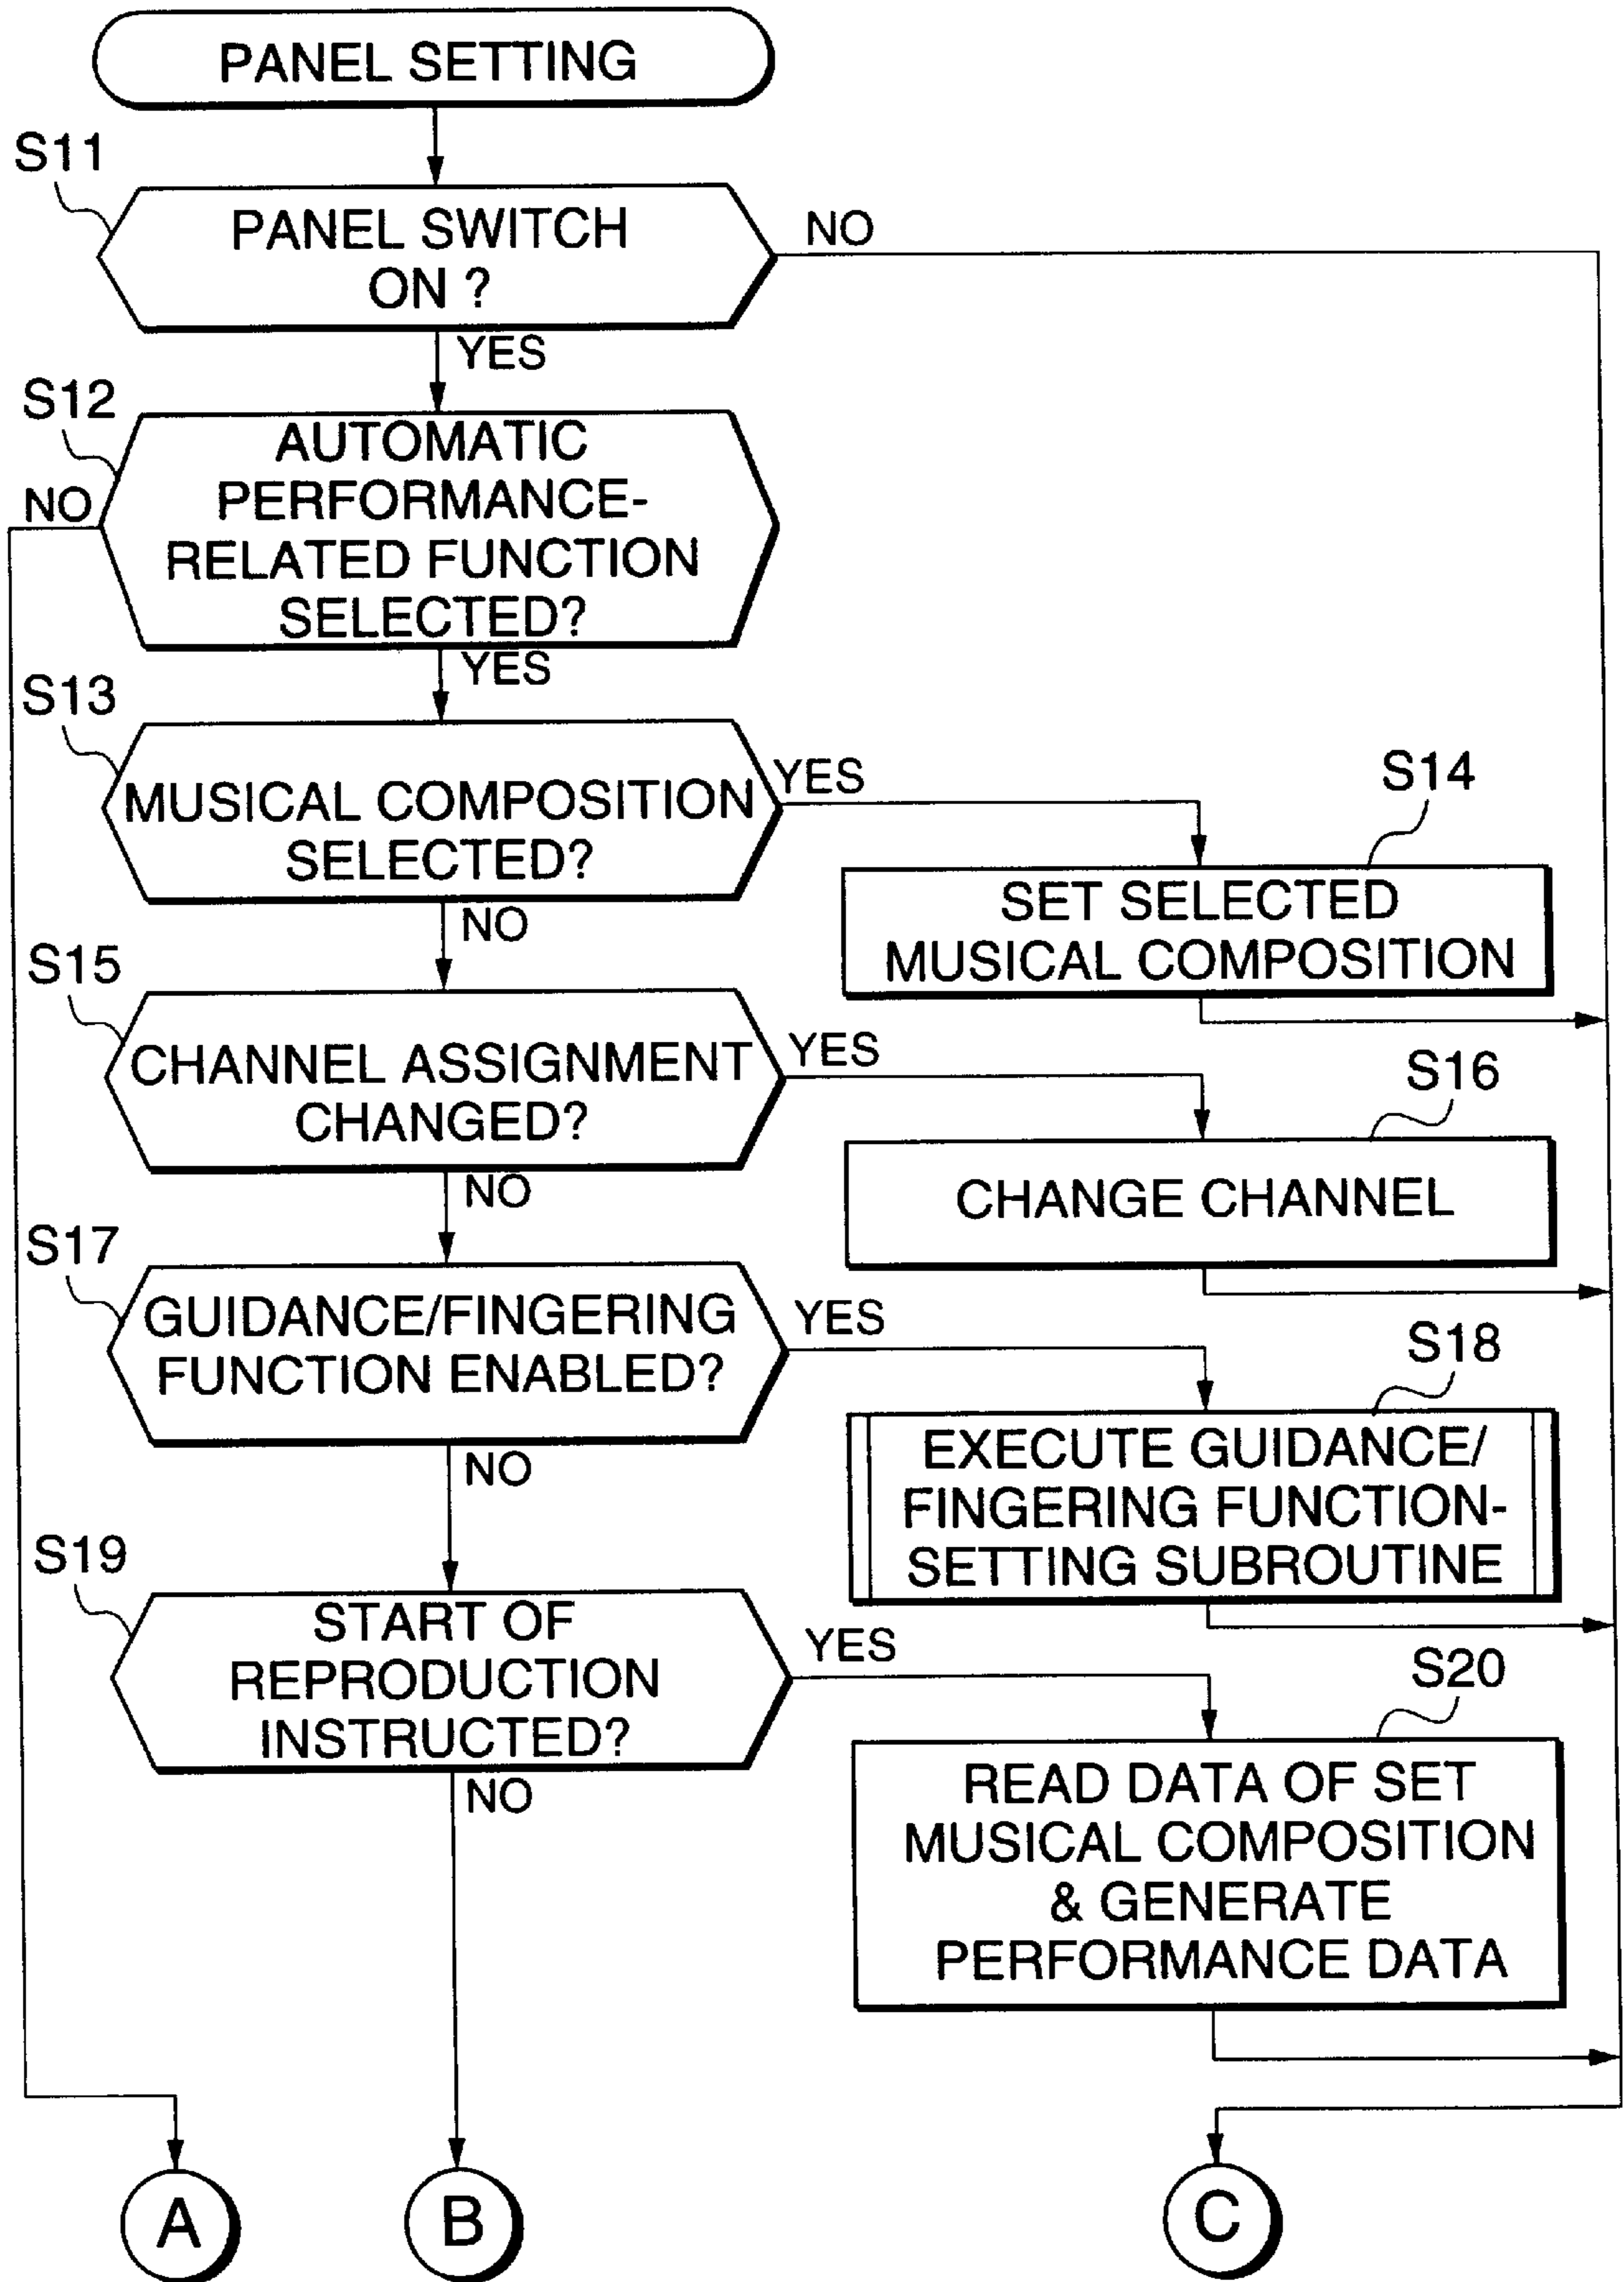 PANEL SETTING
S11
PANEL SWITCH
ON ?
NO
YES
S12
AUTOMATIC
PERFORMANCE-
RELATED FUNCTION
SELECTED?
NO
YES
S13
MUSICAL COMPOSITION
SELECTED?
YES
NO
S14
SET SELECTED
MUSICAL COMPOSITION
S15
CHANNEL ASSIGNMENT
CHANGED?
YES
NO
S16
CHANGE CHANNEL
S17
GUIDANCE/FINGERING
FUNCTION ENABLED?
YES
NO
S18
EXECUTE GUIDANCE/
FINGERING FUNCTION-
SETTING SUBROUTINE
S19
START OF
REPRODUCTION
INSTRUCTED?
YES
NO
S20
READ DATA OF SET
MUSICAL COMPOSITION
& GENERATE
PERFORMANCE DATA
A
B
C